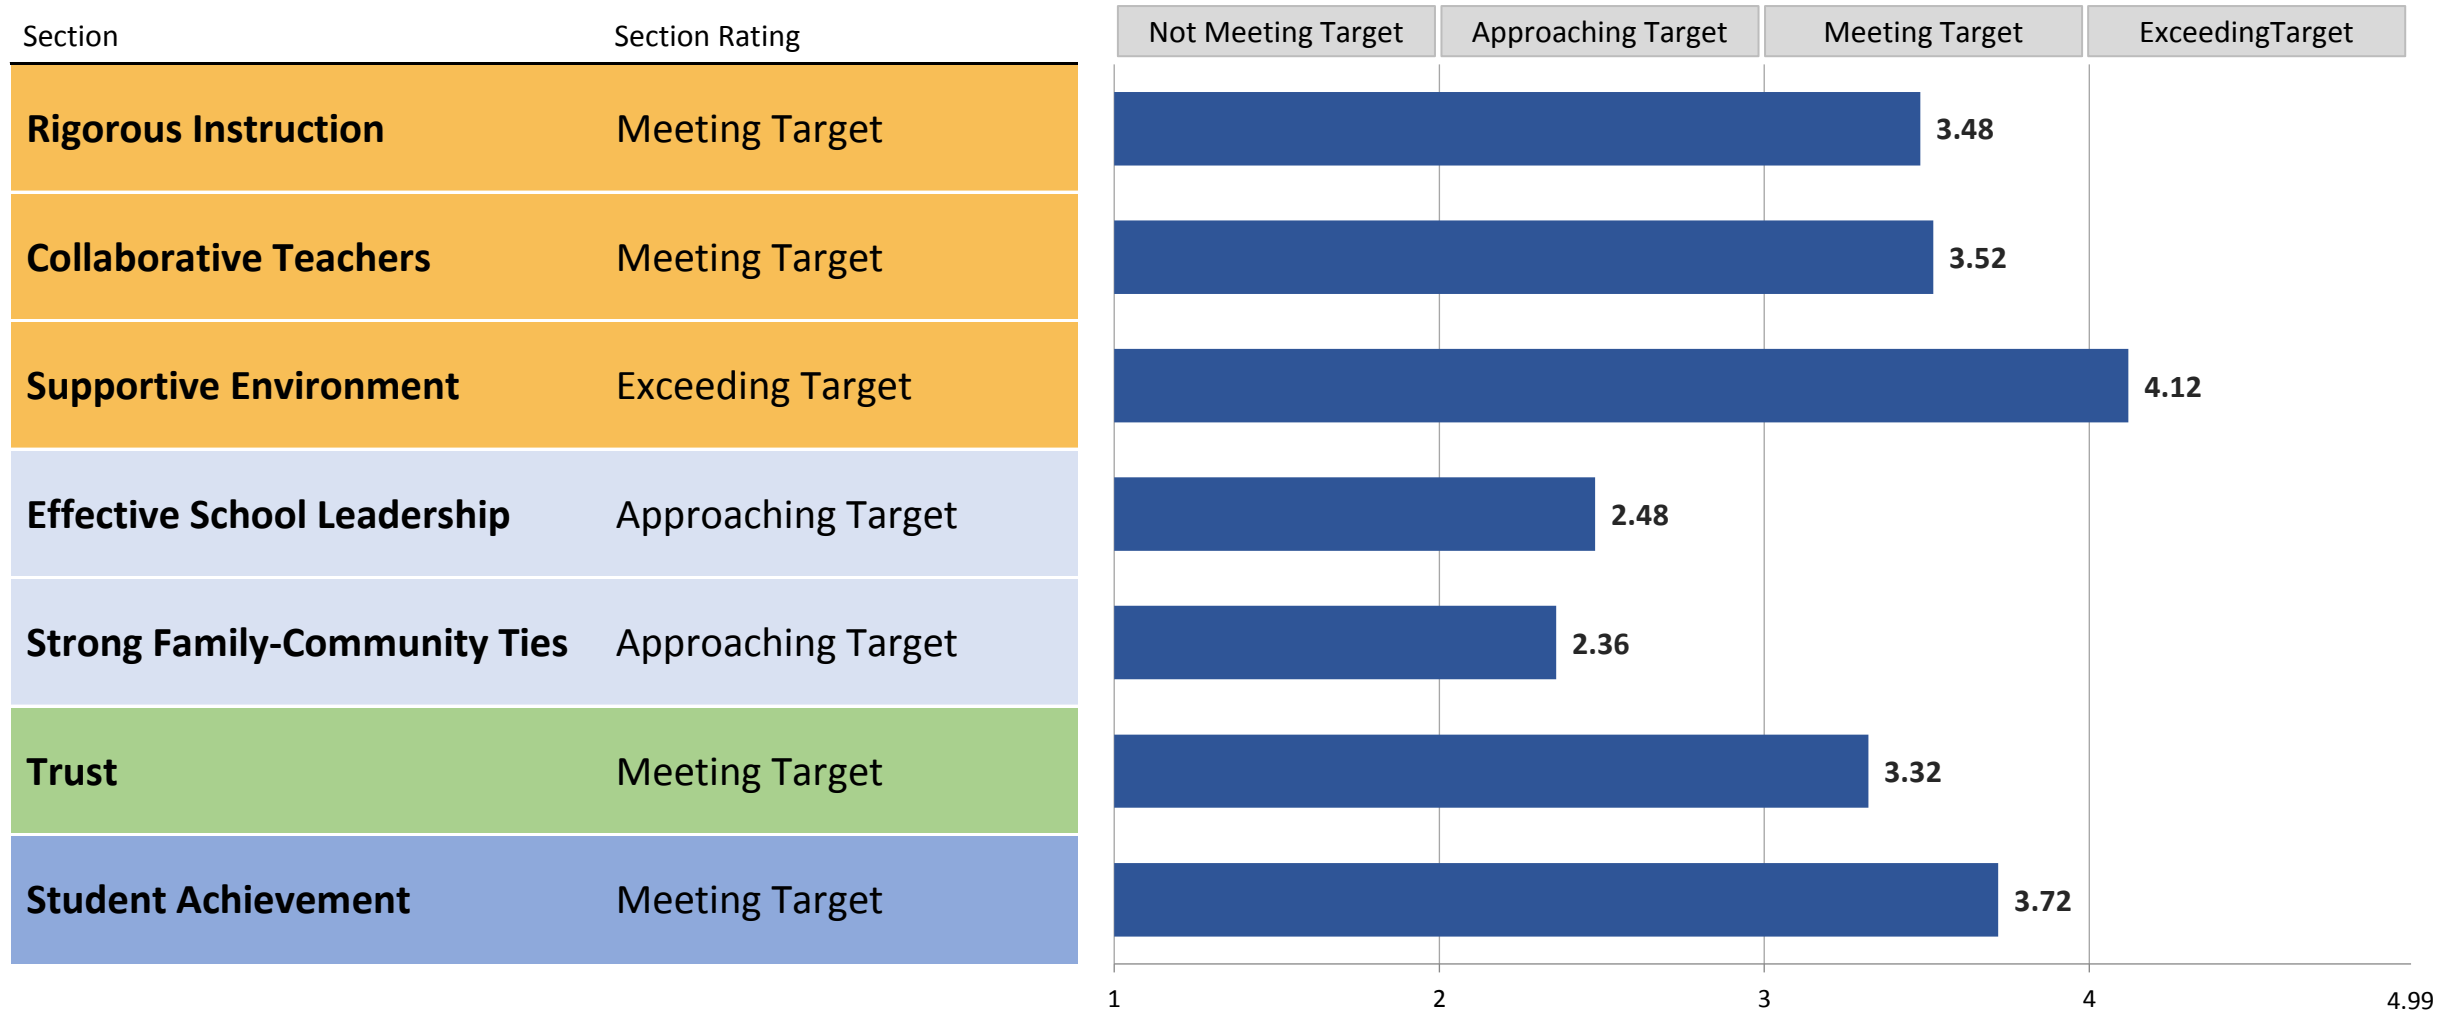 Section Section Rating Not Meeting Target Approaching Target Meeting Target ExceedingTarget
Rigorous Instruction Meeting Target 3.48
Collaborative Teachers Meeting Target 3.52
Supportive Environment Exceeding Target 4.12
Effective School Leadership Approaching Target 2.48
Strong Family-Community Ties Approaching Target 2.36
Trust Meeting Target 3.32
Student Achievement Meeting Target 3.72
1 2 3 4 4.99